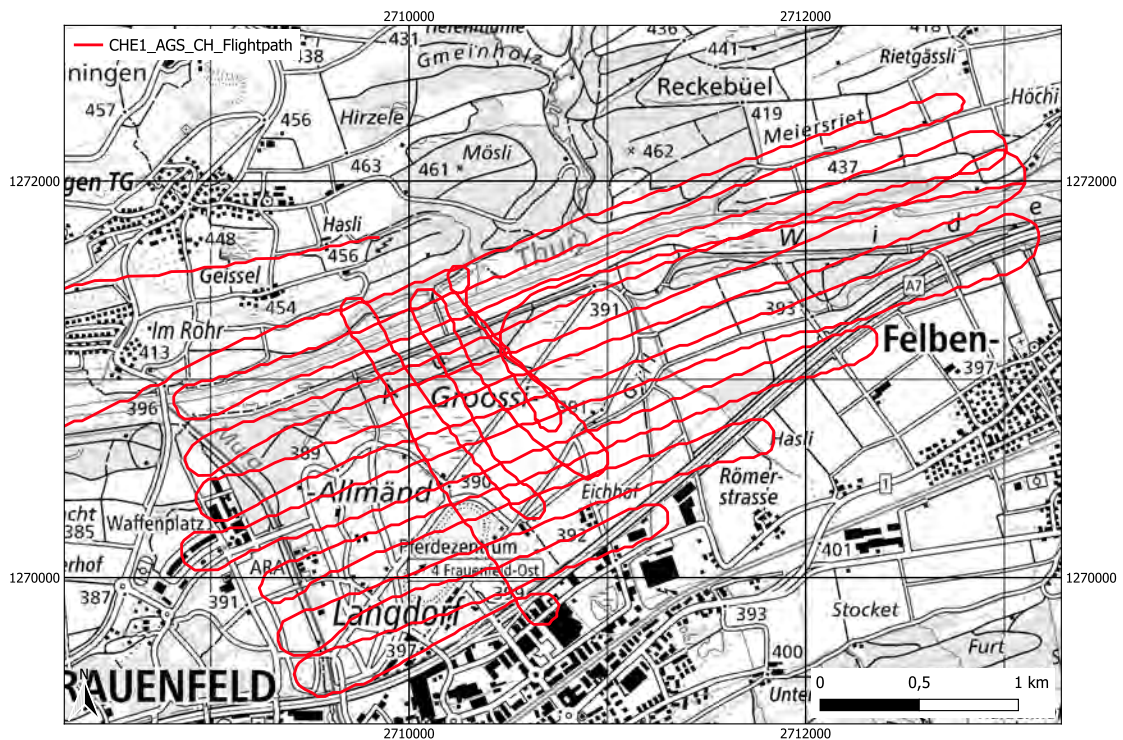 2710000
2712000
CHE1_AGS_CH_Flightpath
431
Gmeinholz
436
441
418
Rietgässli
438
ningen
457
456
Hirzele
Reckebüel
419
Meiersriet
Höchi
463
461
Mösli
462
437
1272000
gen TG
1272000
Hasli
448
456
Thur
W i d e
Geissel
454
A7
Im Rohr
391
393
413
Felben-
397
396
Groossi-
391
Hasli
389
-Allmänd
390
Eichhof
Römer-
strasse
1
385
Waffenplatz
392
Pferdezentrum
401
1270000
ARA
4 Frauenfeld-Ost
1270000
387
391
Langdorf
399
393
Stocket
397
400
Furt
RAUENFELD
Unter
0
0,5
1 km
N
2710000
2712000